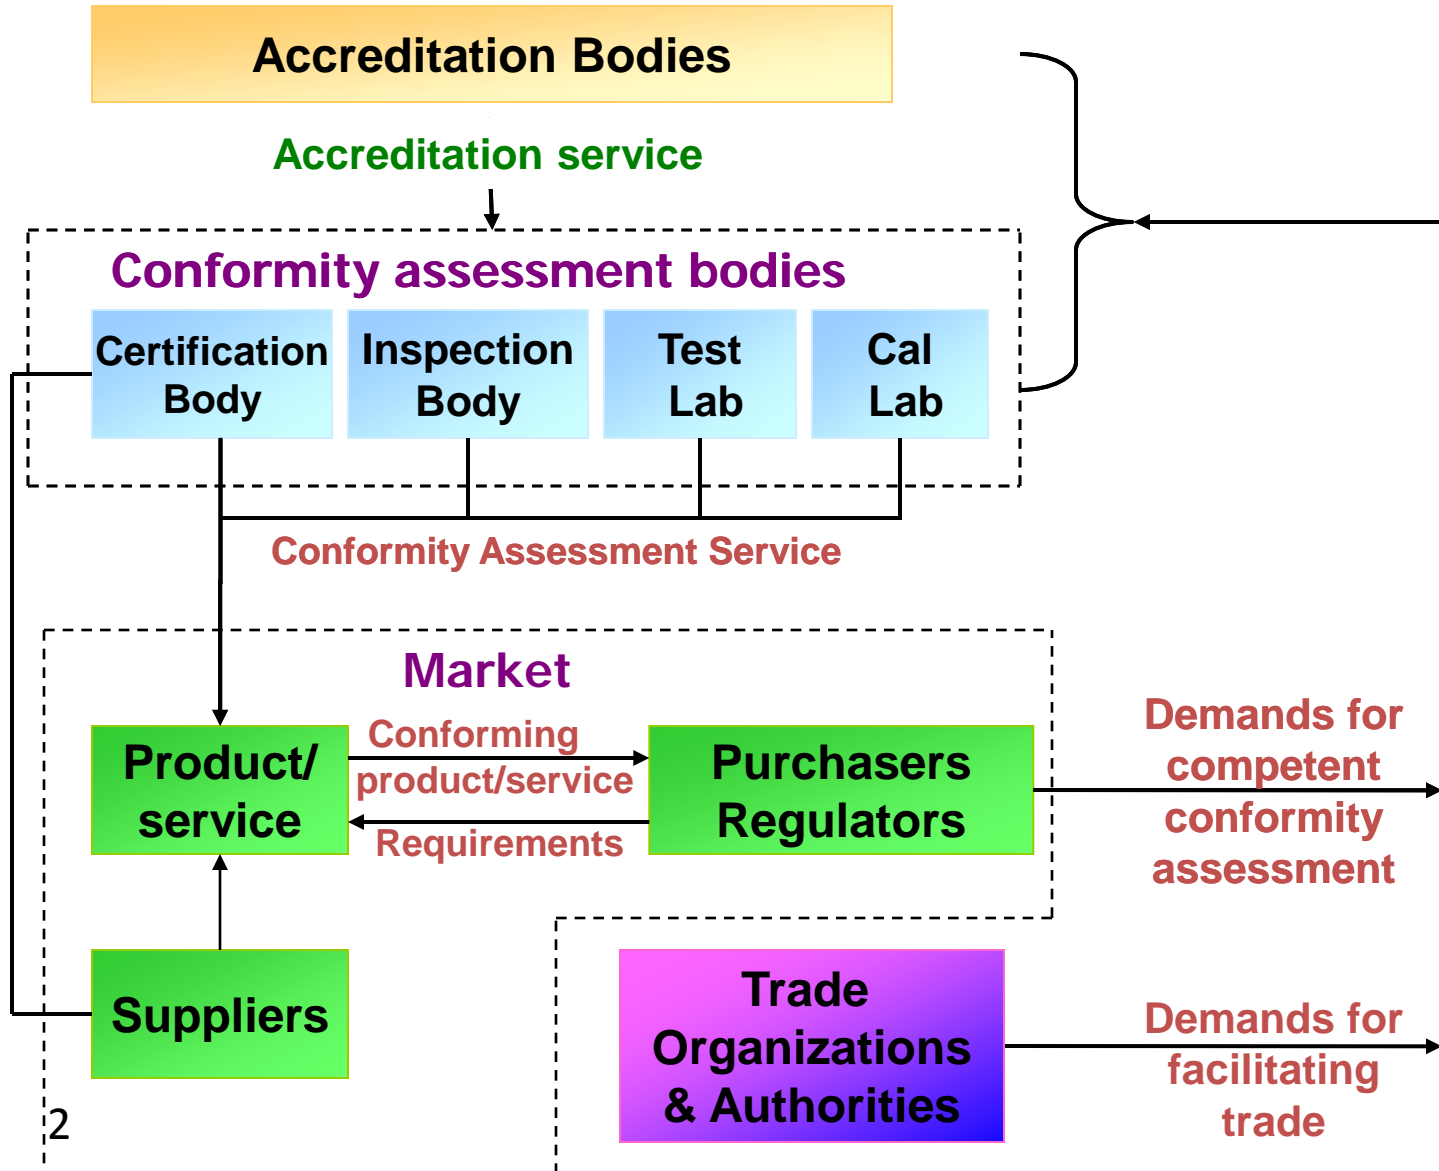 Accreditation Bodies
Accreditation service
Conformity assessment bodies
Certification
Body
Inspection
Body
Test
Lab
Cal
Lab
Conformity Assessment Service
Market
Product/
service
Conforming
product/service
Requirements
Purchasers
Regulators
Demands for
competent
conformity
assessment
Suppliers
Trade
Organizations
& Authorities
Demands for
facilitating
trade
2